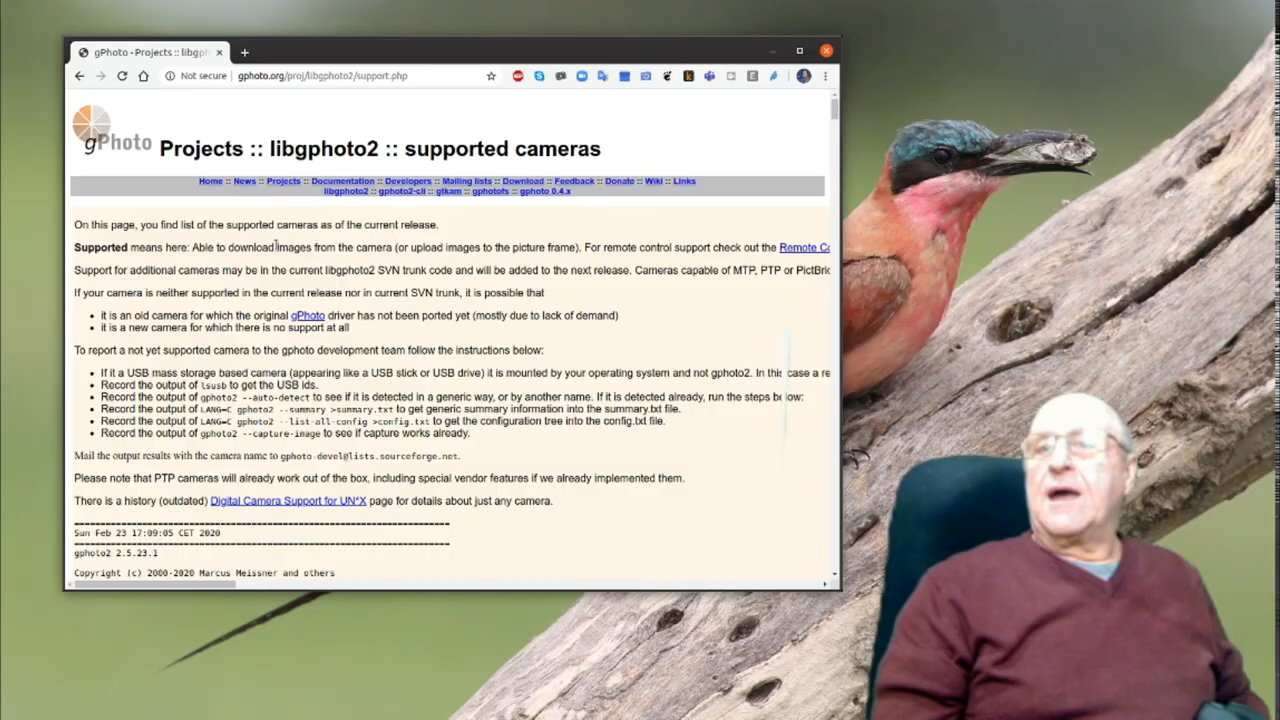 gPhoto - Projects :: libgph
Not secure gphoto.org/proj/libgphoto2/support.php
gPhoto
Projects :: libgphoto2 :: supported cameras
Home :: News :: Projects :: Documentation :: Developers :: Mailing lists :: Download :: Feedback :: Donate :: Wiki :: Links
libgphoto2 :: gphoto2-cli :: gtkam :: gphotofs :: gphoto 0.4.x
On this page, you find list of the supported cameras as of the current release.
Supported means here: Able to download images from the camera (or upload images to the picture frame). For remote control support check out the Remote Co
Support for additional cameras may be in the current libgphoto2 SVN trunk code and will be added to the next release. Cameras capable of MTP, PTP or PictBric
If your camera is neither supported in the current release nor in current SVN trunk, it is possible that
• it is an old camera for which the original gPhoto driver has not been ported yet (mostly due to lack of demand)
• it is a new camera for which there is no support at all
To report a not yet supported camera to the gphoto development team follow the instructions below:
• If it a USB mass storage based camera (appearing like a USB stick or USB drive) it is mounted by your operating system and not gphoto2. In this case a re
• Record the output of lsusb to get the USB ids.
• Record the output of gphoto2 --auto-detect to see if it is detected in a generic way, or by another name. If it is detected already, run the steps below:
• Record the output of LANG=C gphoto2 --summary >summary.txt to get generic summary information into the summary.txt file.
• Record the output of LANG=C gphoto2 --list-all-config >config.txt to get the configuration tree into the config.txt file.
• Record the output of gphoto2 --capture-image to see if capture works already.
Mail the output results with the camera name to gphoto-devel@lists.sourceforge.net.
Please note that PTP cameras will already work out of the box, including special vendor features if we already implemented them.
There is a history (outdated) Digital Camera Support for UN*X page for details about just any camera.
Sun Feb 23 17:09:05 CET 2020
gphoto2 2.5.23.1
Copyright (c) 2000-2020 Marcus Meissner and others